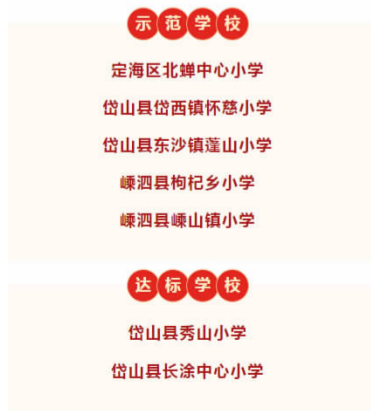 示范学校
定海区北蝉中心小学
岱山县岱西镇怀慈小学
岱山县东沙镇蓬山小学
嵊泗县枸杞乡小学
嵊泗县嵊山镇小学
达标学校
岱山县秀山小学
岱山县长涂中心小学